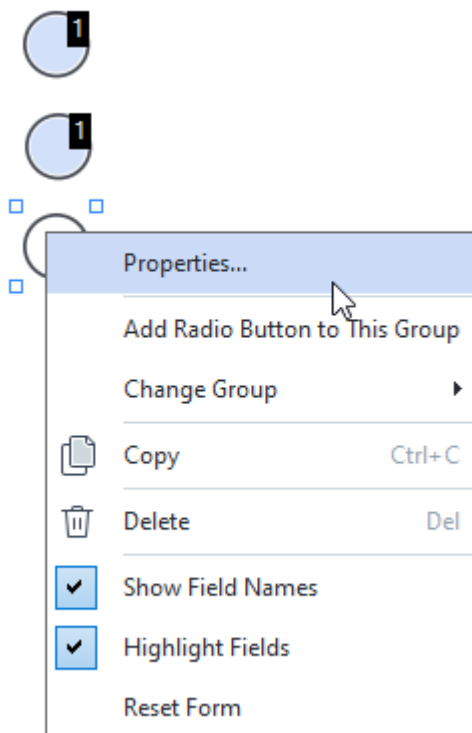 1
1
Properties...
Add Radio Button to This Group
Change Group
Copy Ctrl+C
Delete Del
Show Field Names
Highlight Fields
Reset Form